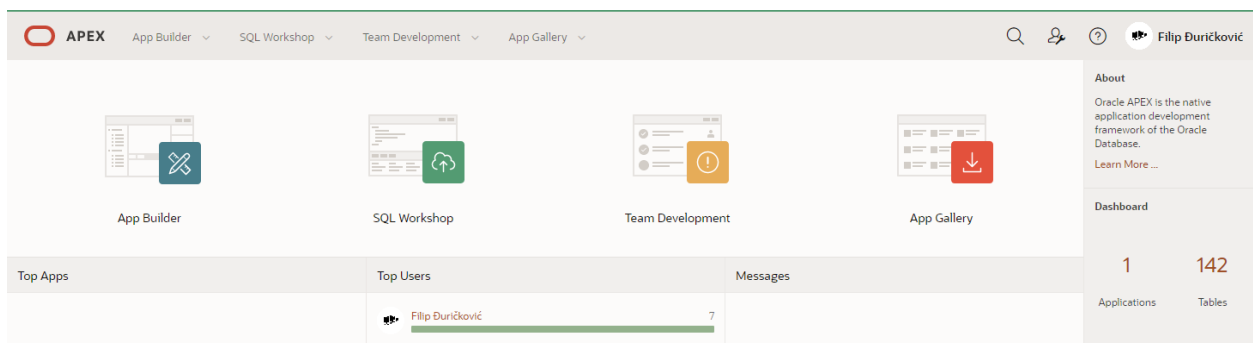 APEX App Builder SQL Workshop Team Development App Gallery Filip Đuričković
App Builder
SQL Workshop
Team Development
App Gallery
Top Apps
Top Users
Filip Đuričković 7
Messages
About
Oracle APEX is the native
application development
framework of the Oracle
Database.
Learn More ...
Dashboard
1
Applications
142
Tables